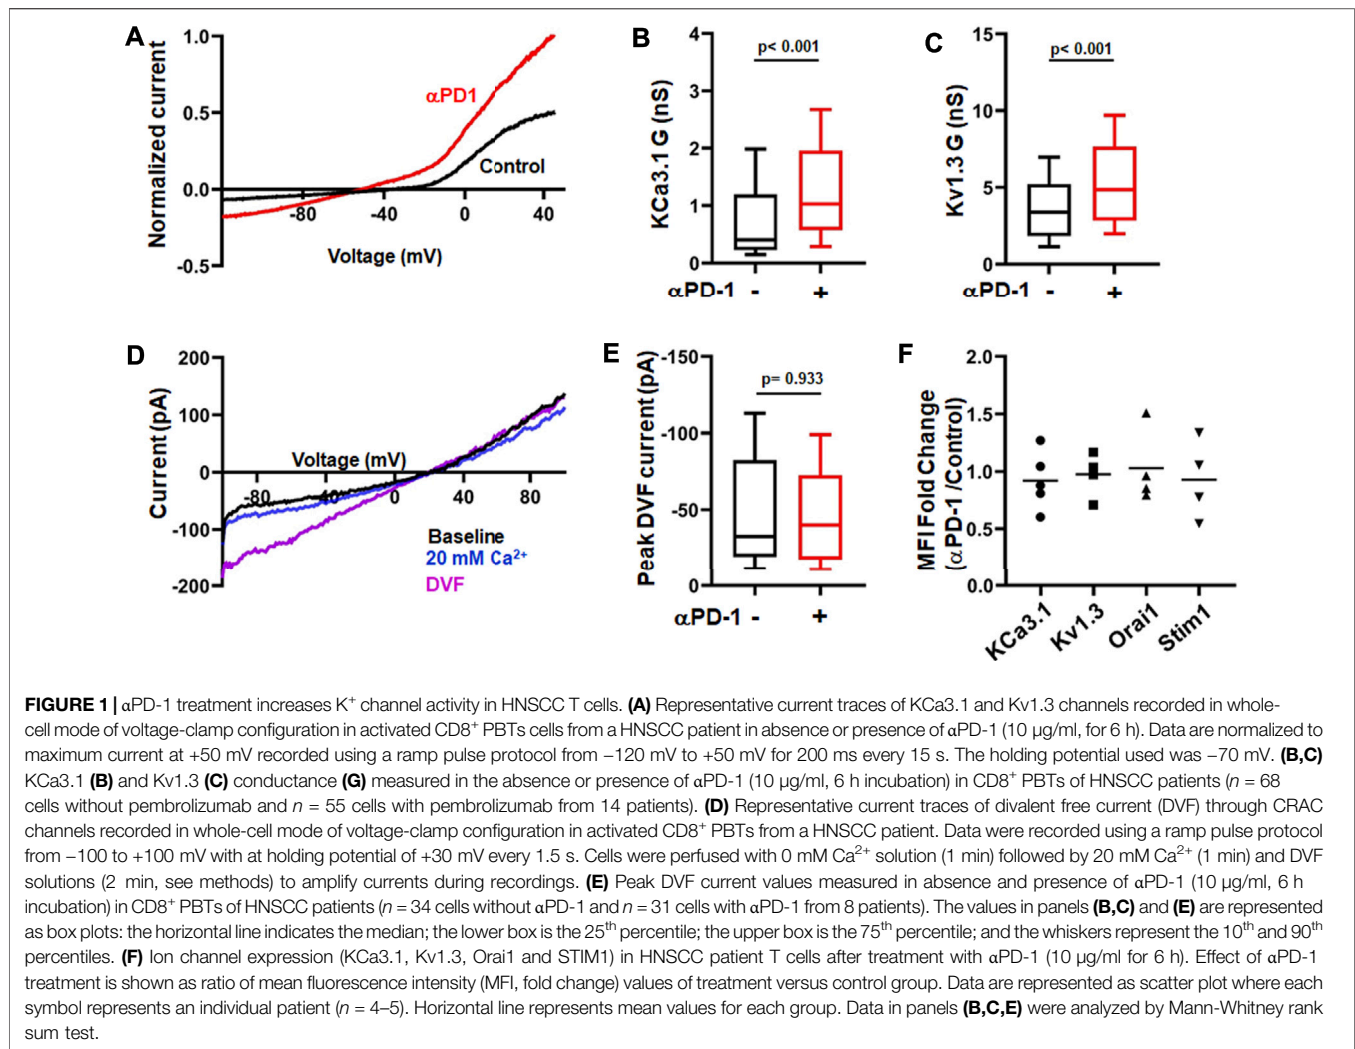 A
Normalized current
1.0
0.5
0.0
-0.5
αPD1
Control
-80
-40
0
40
Voltage (mV)
B
KCa3.1 G (nS)
4
3
2
1
0
p< 0.001
αPD-1 - +
C
Kv1.3 G (nS)
15
10
5
0
p< 0.001
αPD-1 - +
D
Current (pA)
200
100
0
-100
-200
Voltage (mV)
-80
-40
0
40
80
Baseline
20 mM Ca²⁺
DVF
E
Peak DVF current (pA)
-150
-100
-50
0
p= 0.933
αPD-1 - +
F
MFI Fold Change
(αPD-1 /Control)
2.0
1.5
1.0
0.5
0.0
KCa3.1
Kv1.3
Orai1
Stim1
FIGURE 1 | αPD-1 treatment increases K⁺ channel activity in HNSCC T cells. (A) Representative current traces of KCa3.1 and Kv1.3 channels recorded in whole-
cell mode of voltage-clamp configuration in activated CD8⁺ PBTs cells from a HNSCC patient in absence or presence of αPD-1 (10 μg/ml, for 6 h). Data are normalized to
maximum current at +50 mV recorded using a ramp pulse protocol from −120 mV to +50 mV for 200 ms every 15 s. The holding potential used was −70 mV. (B,C)
KCa3.1 (B) and Kv1.3 (C) conductance (G) measured in the absence or presence of αPD-1 (10 μg/ml, 6 h incubation) in CD8⁺ PBTs of HNSCC patients (n = 68
cells without pembrolizumab and n = 55 cells with pembrolizumab from 14 patients). (D) Representative current traces of divalent free current (DVF) through CRAC
channels recorded in whole-cell mode of voltage-clamp configuration in activated CD8⁺ PBTs from a HNSCC patient. Data were recorded using a ramp pulse protocol
from −100 to +100 mV with at holding potential of +30 mV every 1.5 s. Cells were perfused with 0 mM Ca²⁺ solution (1 min) followed by 20 mM Ca²⁺ (1 min) and DVF
solutions (2 min, see methods) to amplify currents during recordings. (E) Peak DVF current values measured in absence and presence of αPD-1 (10 μg/ml, 6 h
incubation) in CD8⁺ PBTs of HNSCC patients (n = 34 cells without αPD-1 and n = 31 cells with αPD-1 from 8 patients). The values in panels (B,C) and (E) are represented
as box plots: the horizontal line indicates the median; the lower box is the 25th percentile; the upper box is the 75th percentile; and the whiskers represent the 10th and 90th
percentiles. (F) Ion channel expression (KCa3.1, Kv1.3, Orai1 and STIM1) in HNSCC patient T cells after treatment with αPD-1 (10 μg/ml for 6 h). Effect of αPD-1
treatment is shown as ratio of mean fluorescence intensity (MFI, fold change) values of treatment versus control group. Data are represented as scatter plot where each
symbol represents an individual patient (n = 4–5). Horizontal line represents mean values for each group. Data in panels (B,C,E) were analyzed by Mann-Whitney rank
sum test.